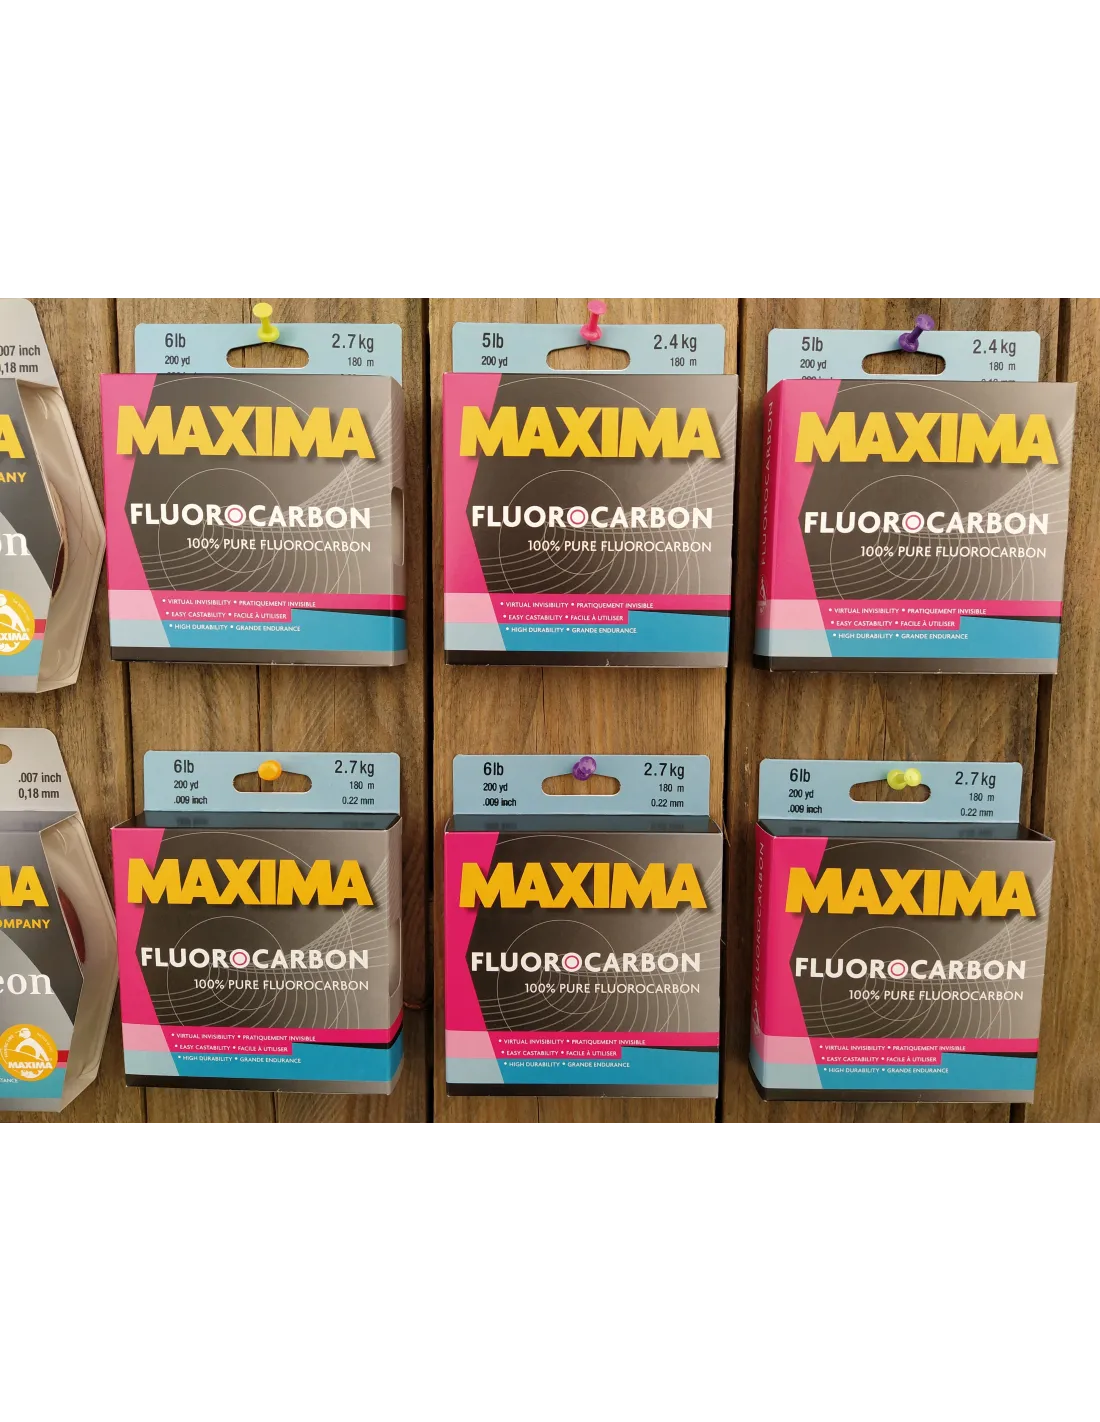 .007 inch
0,18 mm
ANY
MAXIMA
6lb 2.7kg
200 yd 180 m
MAXIMA
FLUOROCARBON
100% PURE FLUOROCARBON
• VIRTUAL INVISIBILITY • PRATIQUEMENT INVISIBLE
• EASY CASTABILITY • FACILE À UTILISER
• HIGH DURABILITY • GRANDE ENDURANCE
5lb 2.4kg
200 yd 180 m
MAXIMA
FLUOROCARBON
100% PURE FLUOROCARBON
• VIRTUAL INVISIBILITY • PRATIQUEMENT INVISIBLE
• EASY CASTABILITY • FACILE À UTILISER
• HIGH DURABILITY • GRANDE ENDURANCE
5lb 2.4kg
200 yd 180 m
FLUOROCARBON
MAXIMA
FLUOROCARBON
100% PURE FLUOROCARBON
• VIRTUAL INVISIBILITY • PRATIQUEMENT INVISIBLE
• EASY CASTABILITY • FACILE À UTILISER
• HIGH DURABILITY • GRANDE ENDURANCE
.007 inch
0,18 mm
OMPANY
eon
MAXIMA
6lb 2.7kg
200 yd 180 m
.009 inch 0.22 mm
MAXIMA
FLUOROCARBON
100% PURE FLUOROCARBON
• VIRTUAL INVISIBILITY • PRATIQUEMENT INVISIBLE
• EASY CASTABILITY • FACILE À UTILISER
• HIGH DURABILITY • GRANDE ENDURANCE
6lb 2.7kg
200 yd 180 m
.009 inch 0.22 mm
MAXIMA
FLUOROCARBON
100% PURE FLUOROCARBON
• VIRTUAL INVISIBILITY • PRATIQUEMENT INVISIBLE
• EASY CASTABILITY • FACILE À UTILISER
• HIGH DURABILITY • GRANDE ENDURANCE
6lb 2.7kg
200 yd 180 m
.009 inch 0.22 mm
FLUOROCARBON
MAXIMA
FLUOROCARBON
100% PURE FLUOROCARBON
• VIRTUAL INVISIBILITY • PRATIQUEMENT INVISIBLE
• EASY CASTABILITY • FACILE À UTILISER
• HIGH DURABILITY • GRANDE ENDURANCE